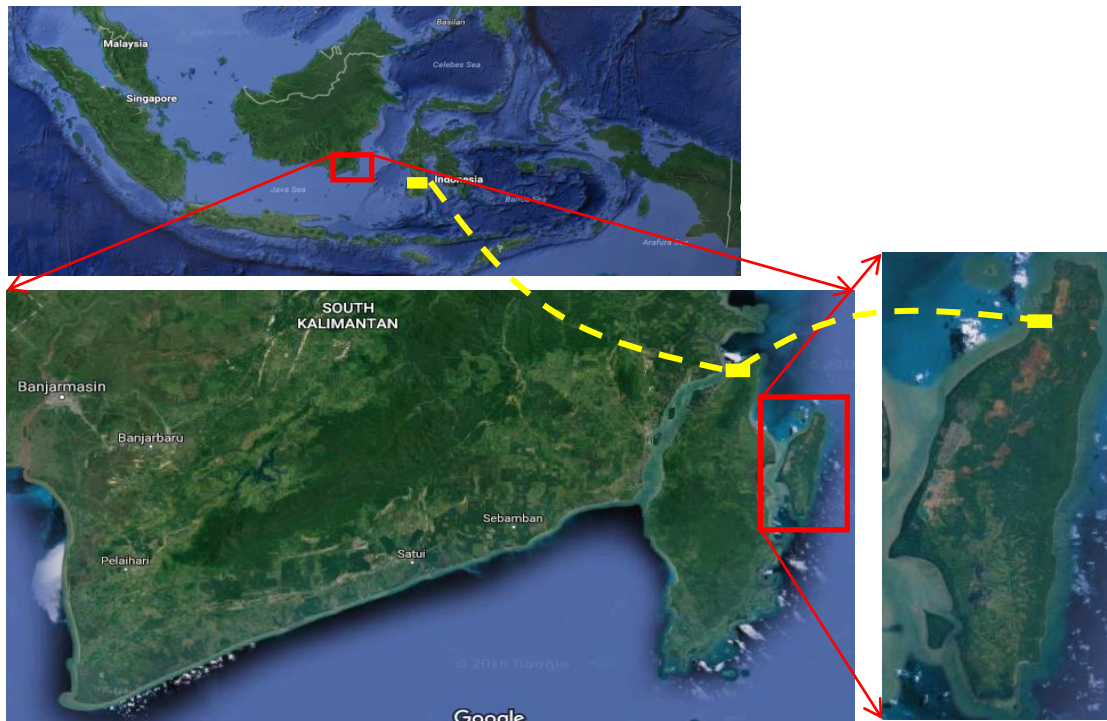 Basilan
Malaysia
Celebes Sea
Singapore
Indonesia
Java Sea
Banda Sea
Arafura Sea
SOUTH
KALIMANTAN
Banjarmasin
Banjarbaru
Sebamban
Satui
Pelaihari
© 2016 Google
Google